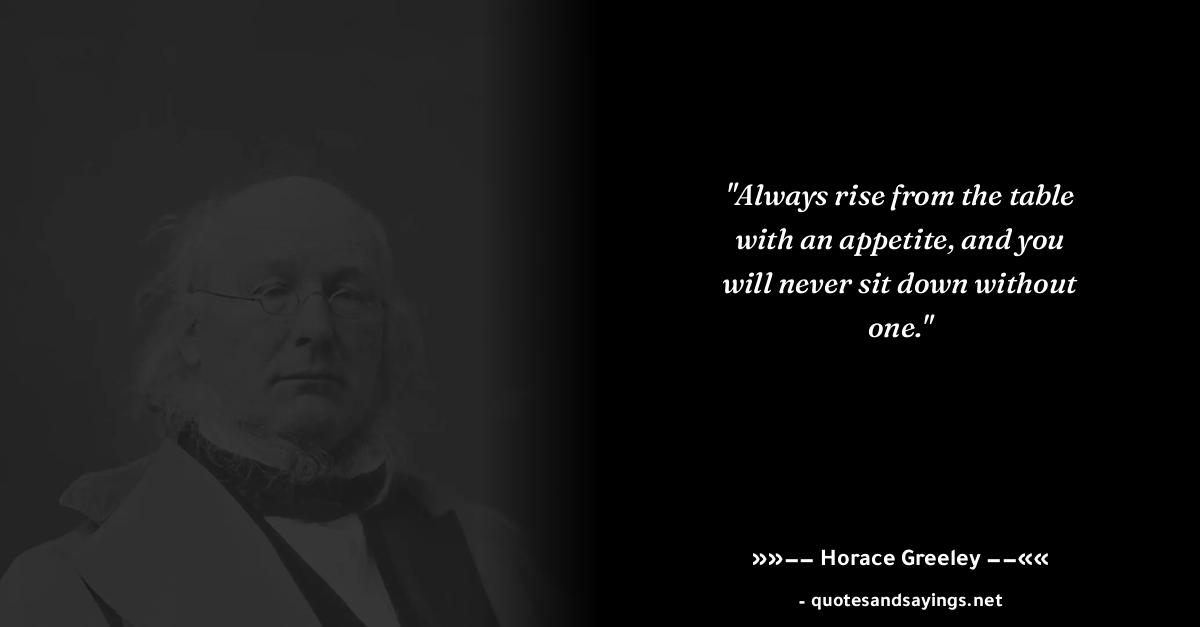 "Always rise from the table
with an appetite, and you
will never sit down without
one."
»»–– Horace Greeley ––««
- quotesandsayings.net